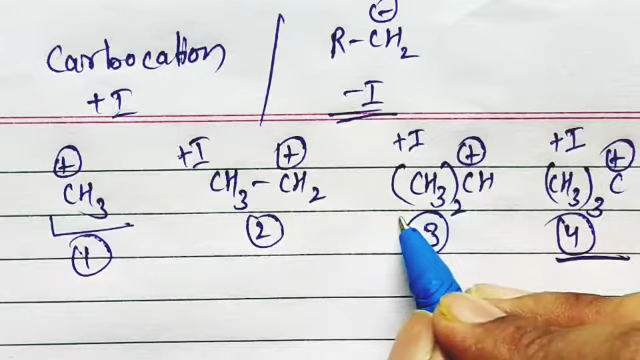 Carbocation / R-CH₂ ⊖
+I -I
+I +I +I
⊕CH₃ CH₃-CH₂⊕ (CH₃)₂CH⊕ (CH₃)₃C⊕
① ② ③ ④